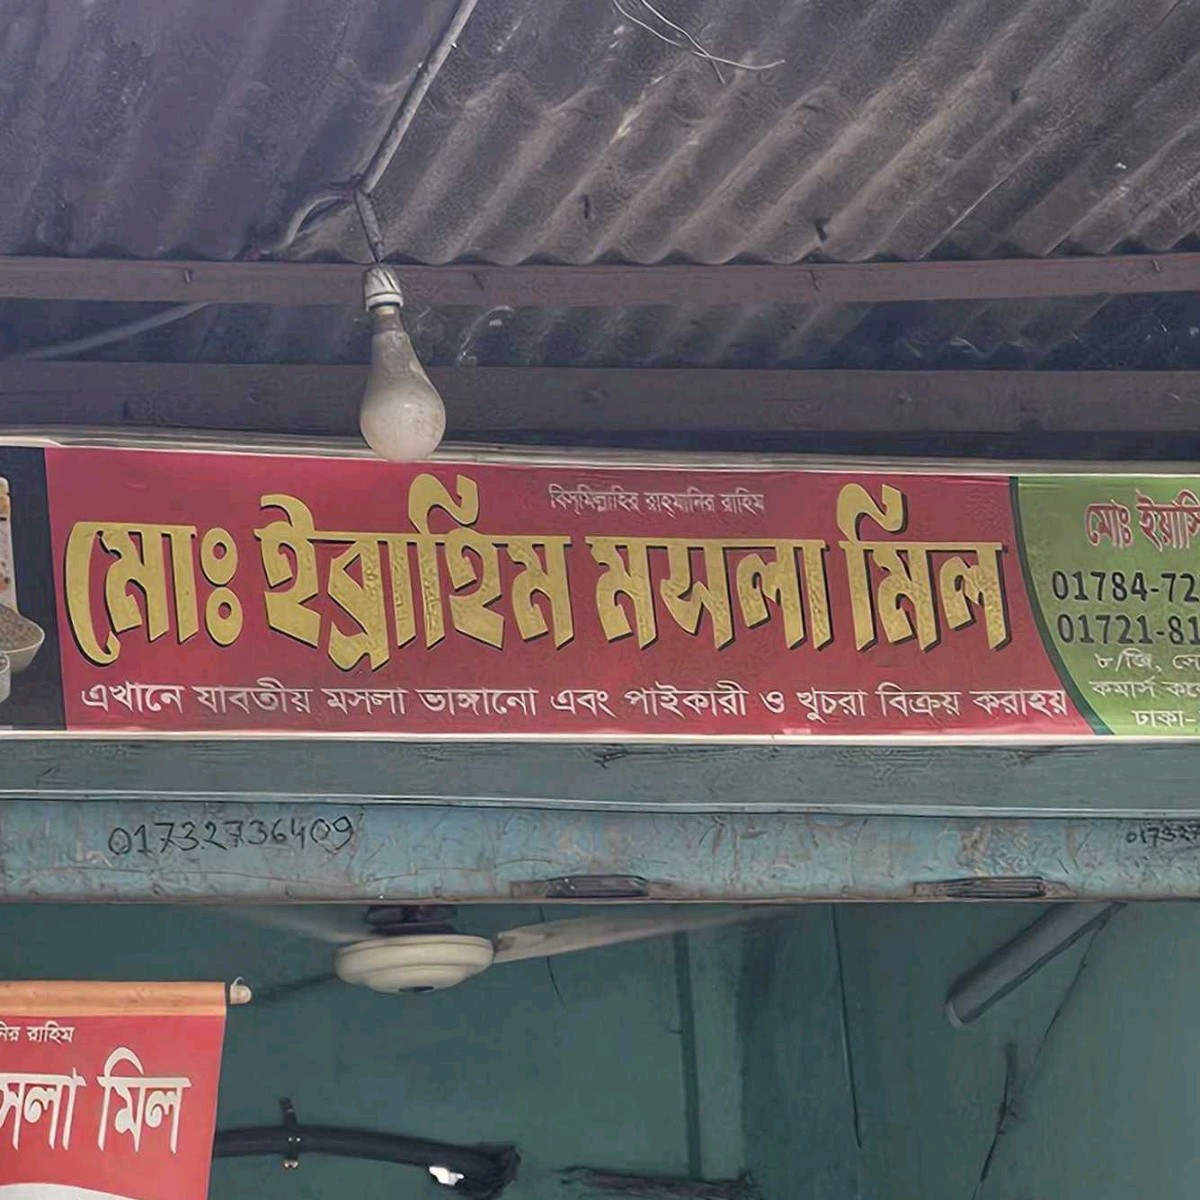 বিসমিল্লাহির রাহমানির রাহিম
মোঃ ইব্রাহিম মসলা মিল
এখানে যাবতীয় মসলা ভাঙ্গানো এবং পাইকারী ও খুচরা বিক্রয় করাহয়
মোঃ
01784-72
01721-81
৮/জি,
কমার্স
ঢাকা-
01732736409
রাহিম
মিল